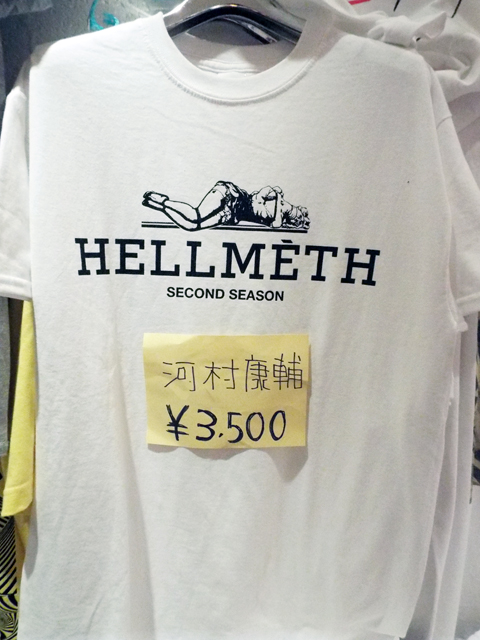 HELLMÈTH
SECOND SEASON
河村康輔
¥3,500